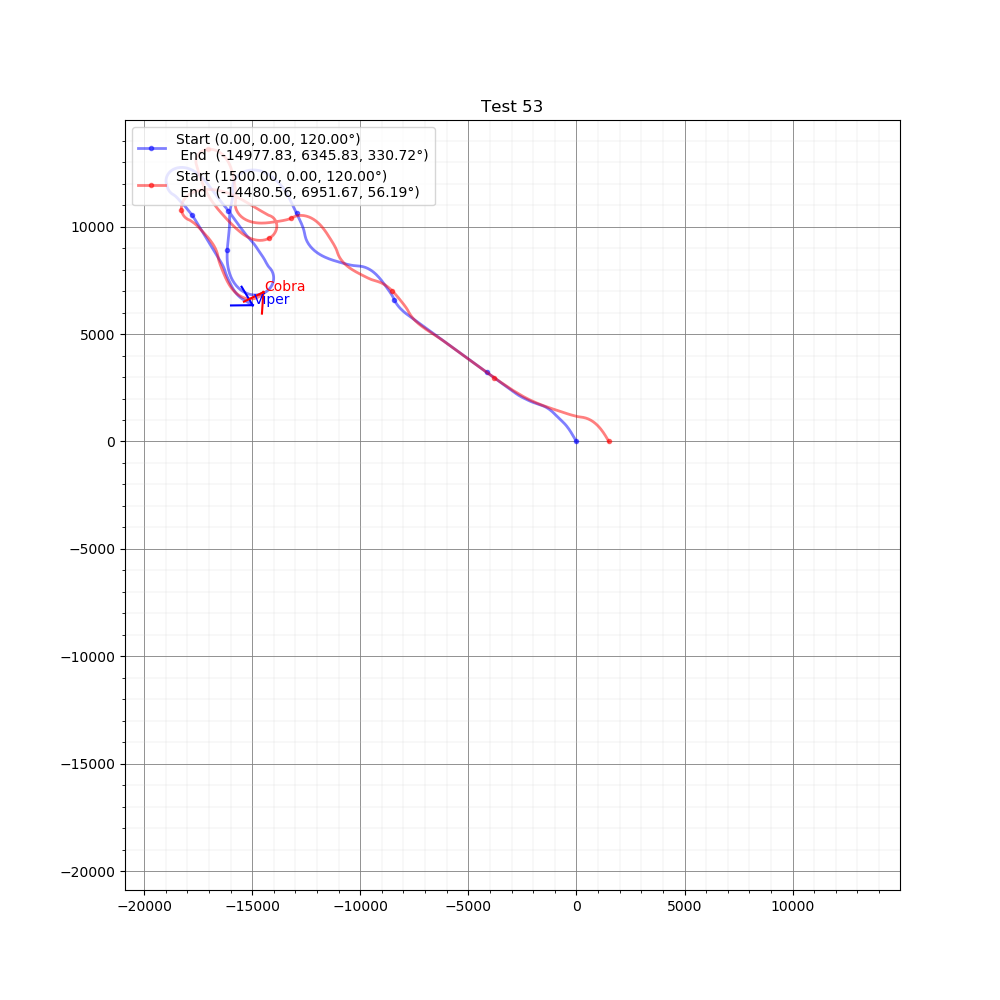 Test 53
Start (0.00, 0.00, 120.00°)
End (-14977.83, 6345.83, 330.72°)
Start (1500.00, 0.00, 120.00°)
End (-14480.56, 6951.67, 56.19°)
Cobra
Viper
10000
5000
0
−5000
−10000
−15000
−20000
−20000 −15000 −10000 −5000 0 5000 10000